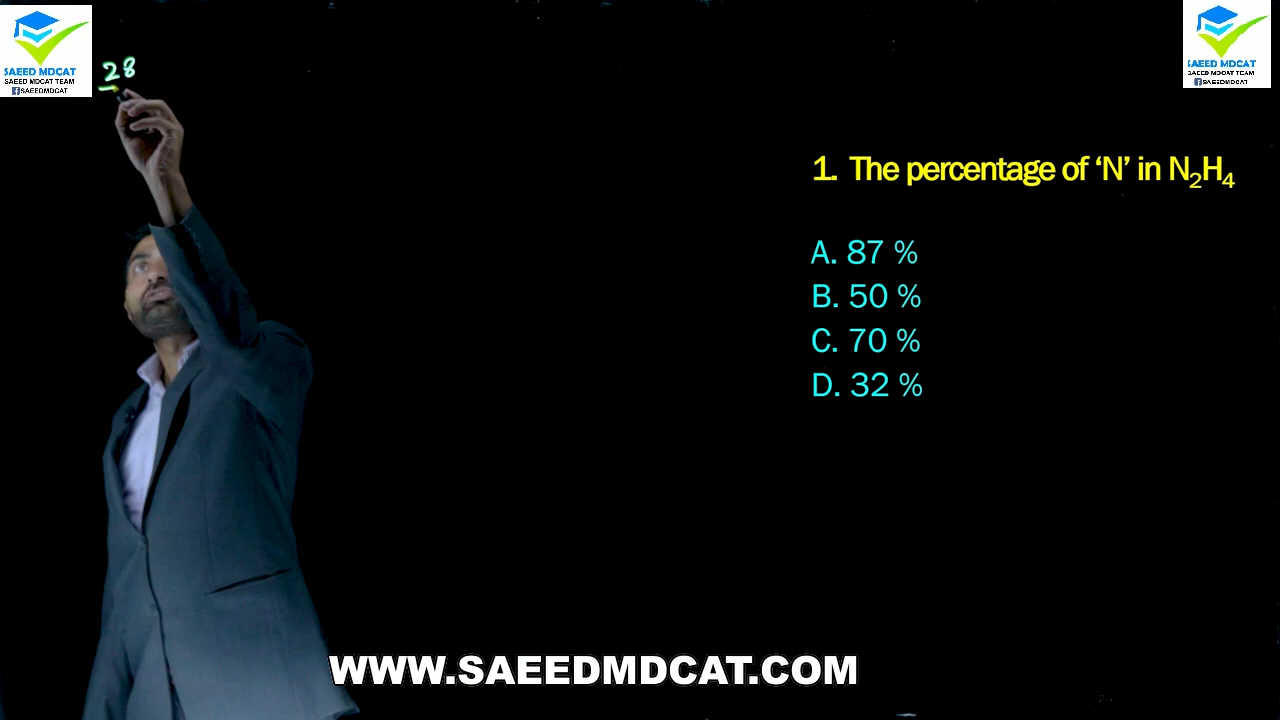 SAEED MDCAT
SAEED MDCAT TEAM
SAEEDMDCAT
28
SAEED MDCAT
SAEED MDCAT TEAM
SAEEDMDCAT
1. The percentage of ‘N’ in N₂H₄
A. 87 %
B. 50 %
C. 70 %
D. 32 %
WWW.SAEEDMDCAT.COM